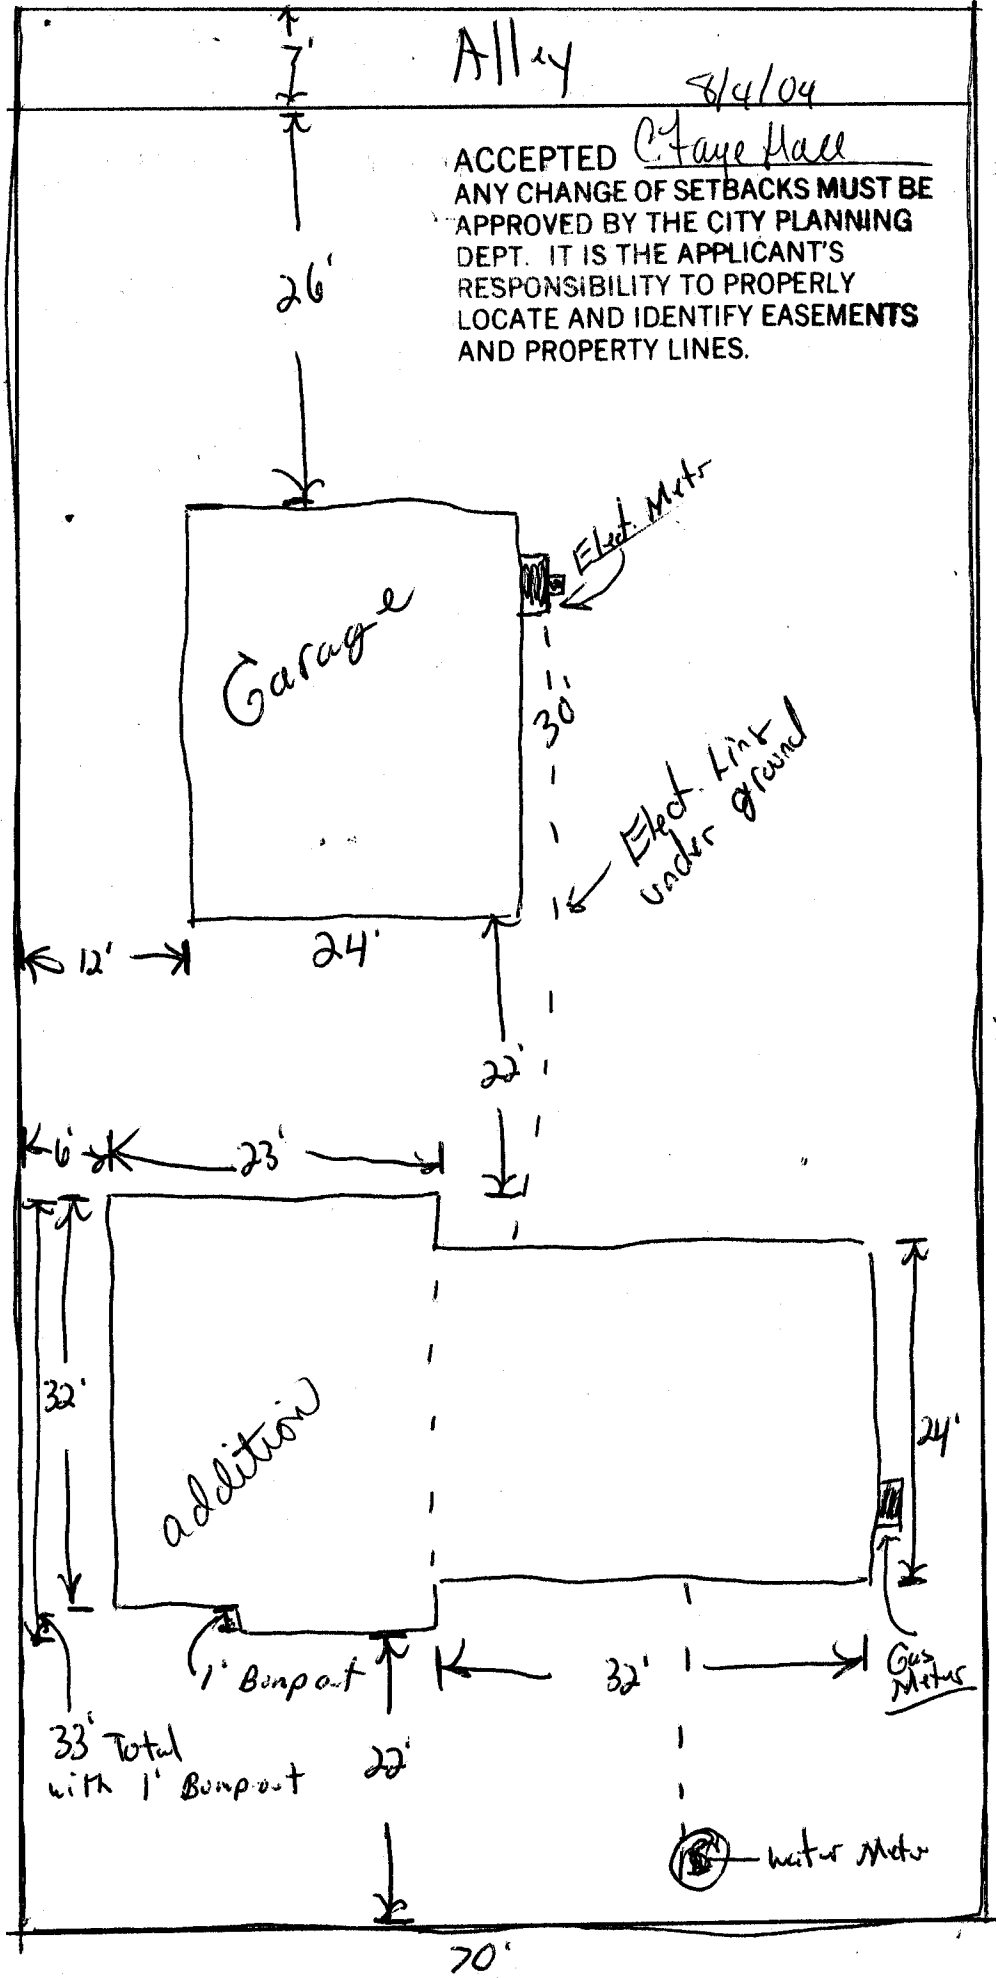 7'
Alley
8/4/04
ACCEPTED C. Faye Hall
ANY CHANGE OF SETBACKS MUST BE
APPROVED BY THE CITY PLANNING
DEPT. IT IS THE APPLICANT'S
RESPONSIBILITY TO PROPERLY
LOCATE AND IDENTIFY EASEMENTS
AND PROPERTY LINES.
26'
Elect. Metr
Garage
30'
Elect. Line
under ground
12'
24'
22'
6'
23'
32'
24'
addition
1' Bumpout
32'
Gas
Meter
33' Total
with 1' Bumpout
22'
water Meter
70'